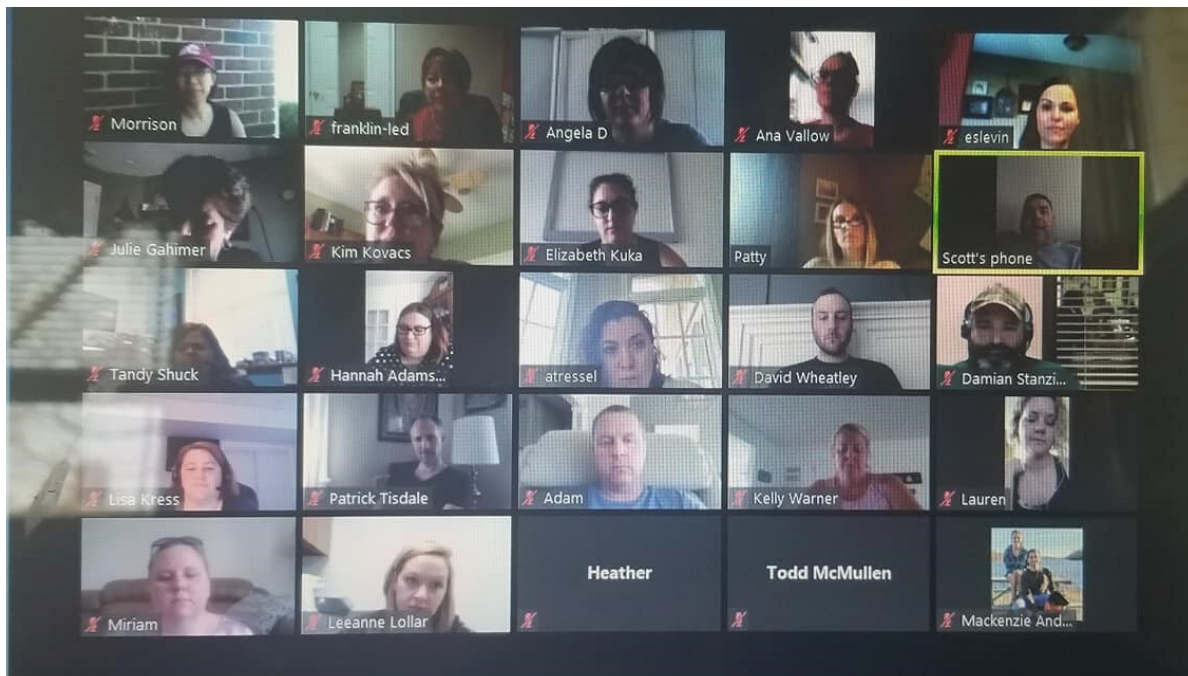 Morrison
franklin-led
Angela D
Ana Vallow
eslevin
Julie Gahimer
Kim Kovacs
Elizabeth Kuka
Patty
Scott's phone
Tandy Shuck
Hannah Adams...
atressel
David Wheatley
Damian Stanzi...
Lisa Kress
Patrick Tisdale
Adam
Kelly Warner
Lauren
Miriam
Leeanne Lollar
Heather
Todd McMullen
Mackenzie And...